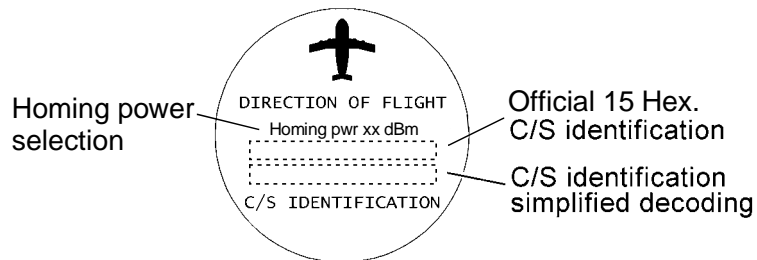 DIRECTION OF FLIGHT
Homing power
selection
Homing pwr xx dBm
Official 15 Hex.
C/S identification
C/S identification
simplified decoding
C/S IDENTIFICATION